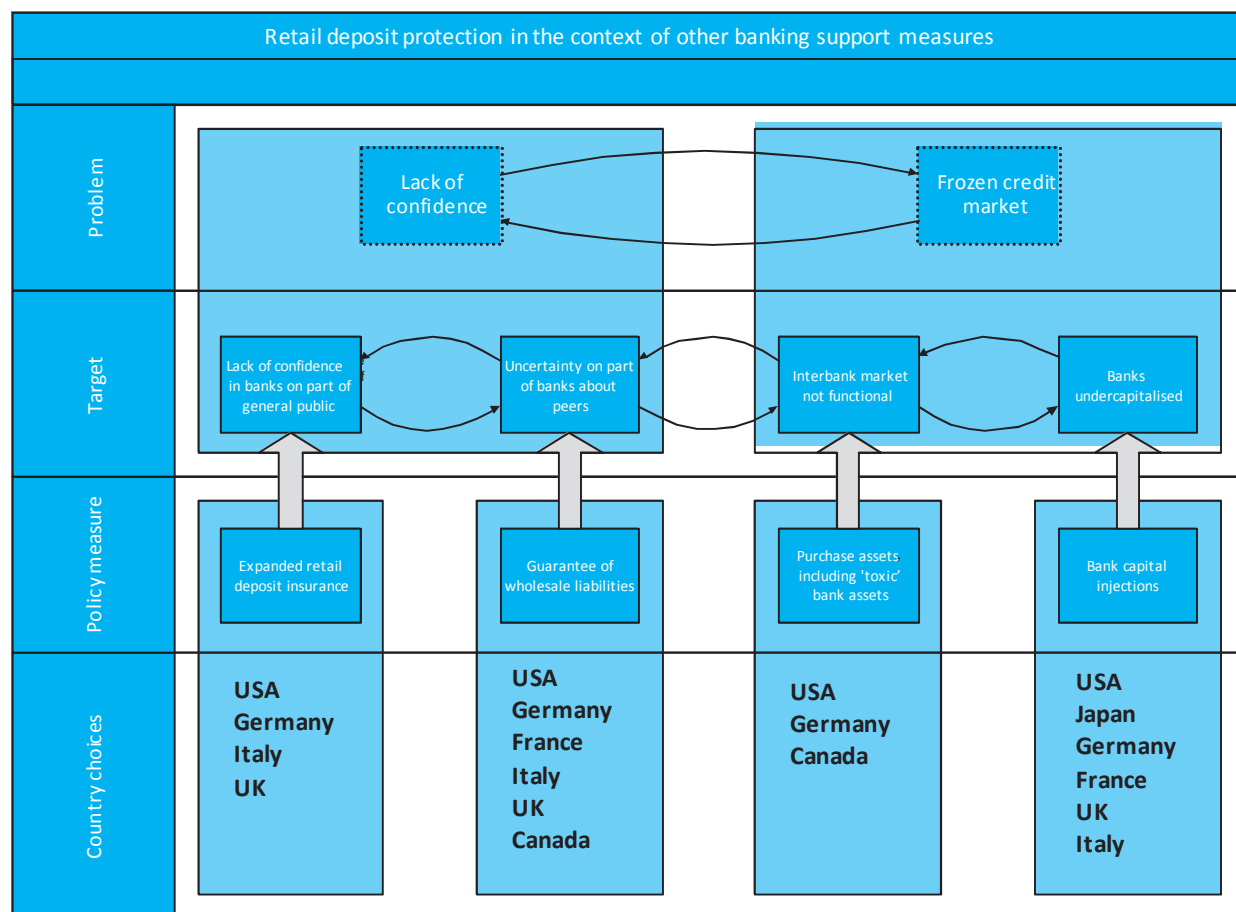 Retail deposit protection in the context of other banking support measures
Problem
Lack of
confidence
Frozen credit
market
Target
Lack of confidence
in banks on part of
general public
Uncertainty on part
of banks about
peers
Interbank market
not functional
Banks
undercapitalised
Policy measure
Expanded retail
deposit insurance
Guarantee of
wholesale liabilities
Purchase assets,
including 'toxic’
bank assets
Bank capital
injections
Country choices
USA
Germany
Italy
UK
USA
Germany
France
Italy
UK
Canada
USA
Germany
Canada
USA
Japan
Germany
France
UK
Italy